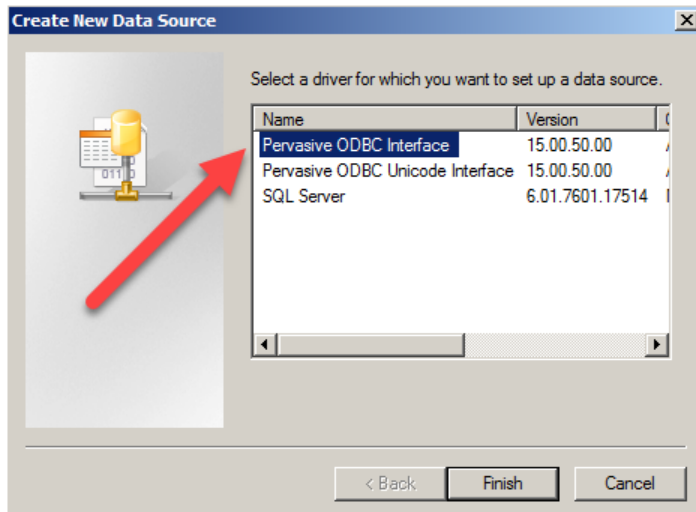 Create New Data Source
Select a driver for which you want to set up a data source.
Name Version
Pervasive ODBC Interface 15.00.50.00
Pervasive ODBC Unicode Interface 15.00.50.00
SQL Server 6.01.7601.17514
< Back Finish Cancel